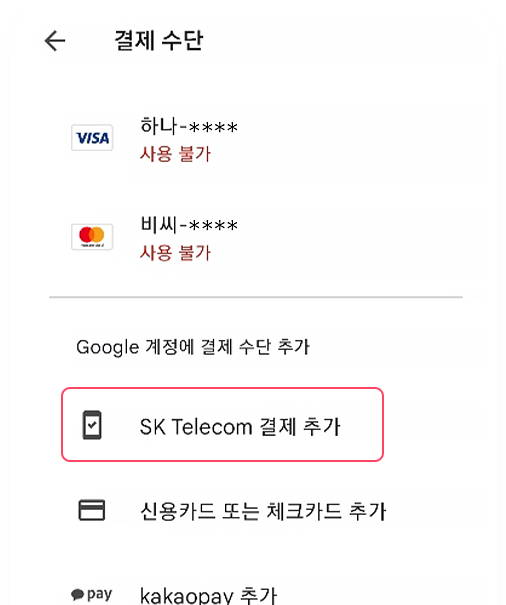 결제 수단
VISA
하나-****
사용 불가
비씨-****
사용 불가
Google 계정에 결제 수단 추가
SK Telecom 결제 추가
신용카드 또는 체크카드 추가
pay
kakaopay 추가